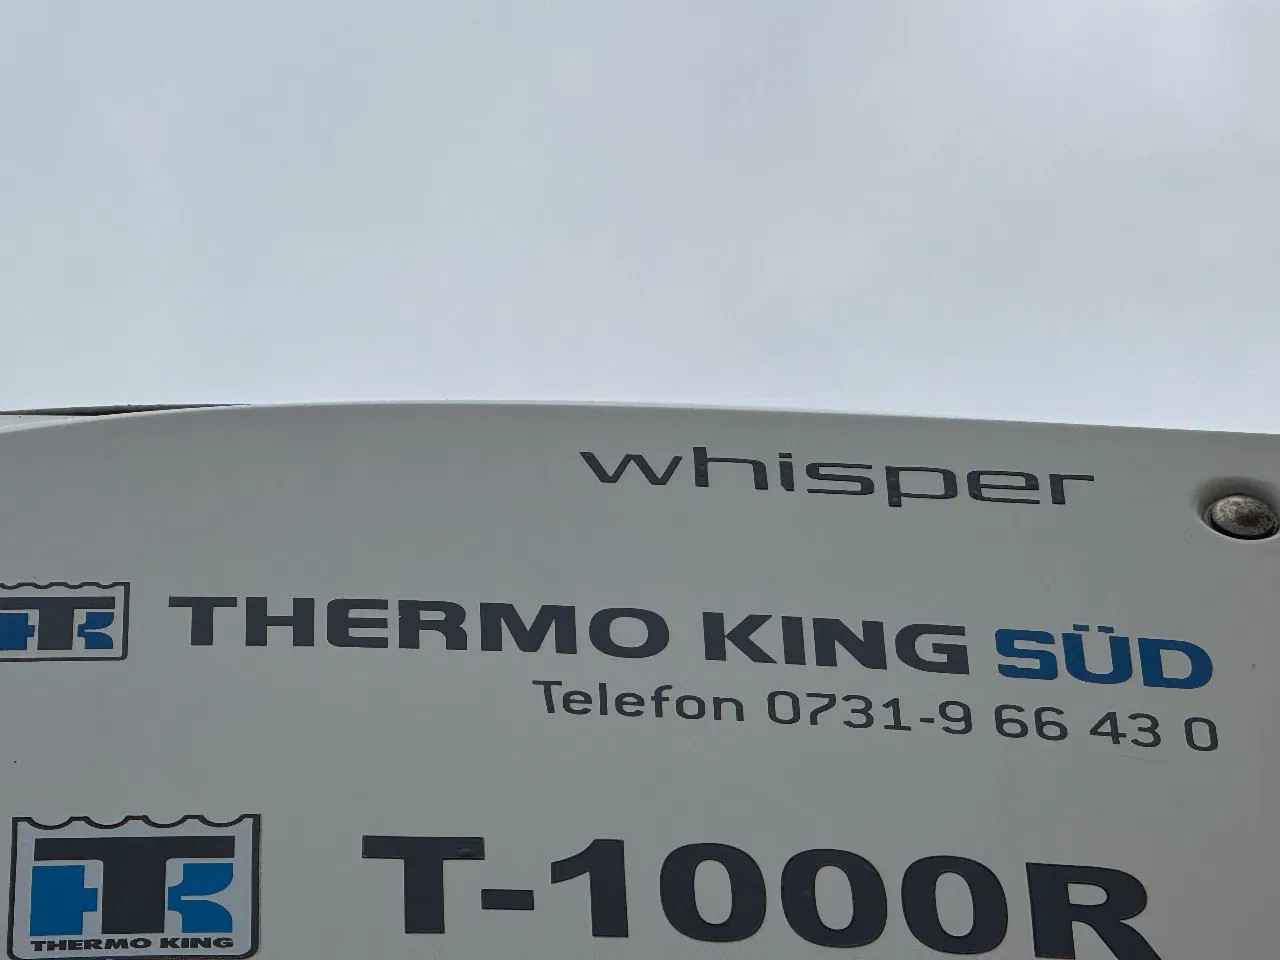 whisper
THERMO KING SÜD
Telefon 0731-9 66 43 0
T-1000R
THERMO KING